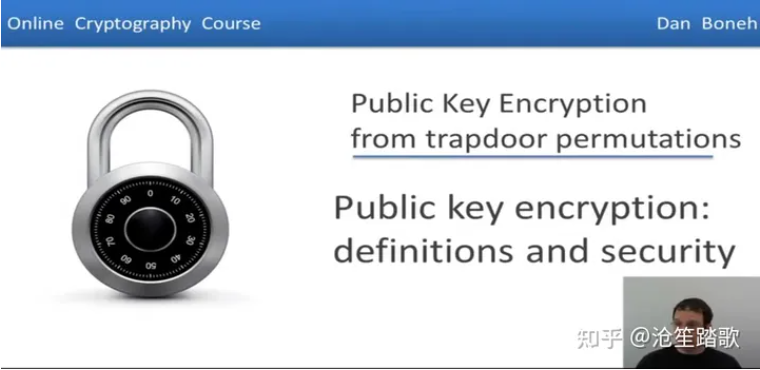 Online Cryptography Course
Dan Boneh
Public Key Encryption
from trapdoor permutations
Public key encryption:
definitions and security
90 0 10 20 30 40 50 60 70 80
知乎 @沧笙踏歌